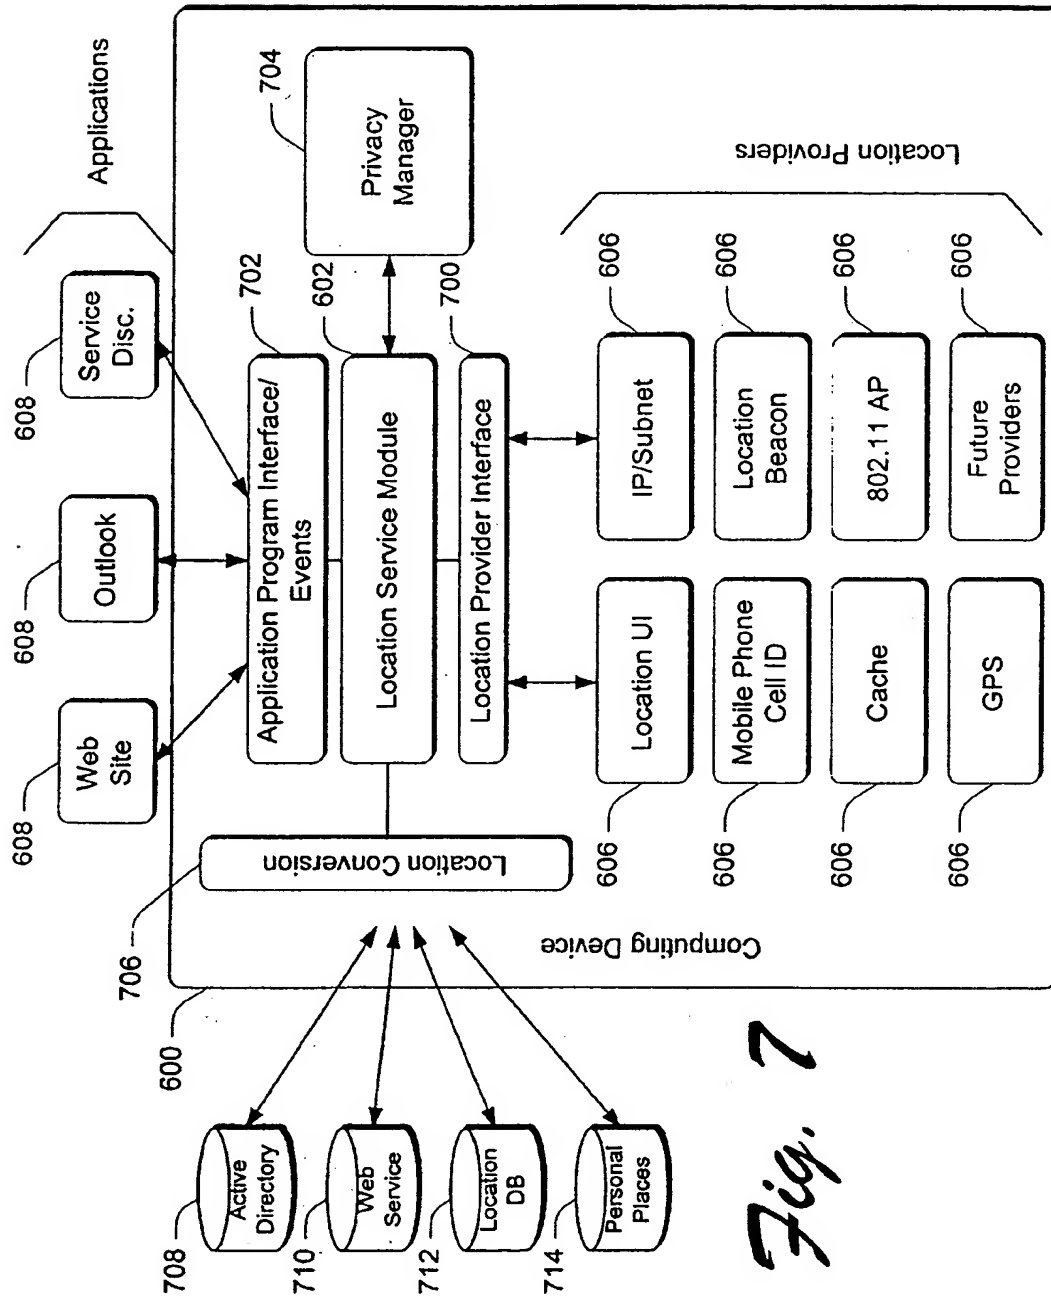 Applications
608
Web
Site
608
Outlook
608
Service
Disc.
600
706
Location Conversion
702
Application Program Interface/
Events
602
Location Service Module
700
Location Provider Interface
704
Privacy
Manager
708
Active
Directory
710
Web
Service
712
Location
DB
714
Personal
Places
Computing Device
606
Location UI
606
Mobile Phone
Cell ID
606
Cache
606
GPS
606
IP/Subnet
606
Location
Beacon
606
802.11 AP
606
Future
Providers
Location Providers
Fig. 7